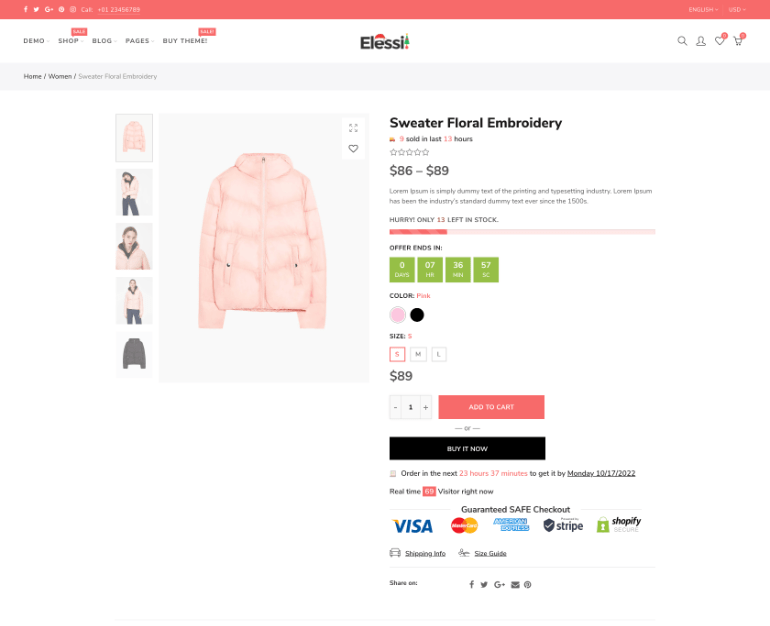 Call: +01 23456789
ENGLISH
USD
DEMO
SHOP
SALE
BLOG
PAGES
BUY THEME!
SALE!
Elessi
0
0
Home / Women / Sweater Floral Embroidery
Sweater Floral Embroidery
9 sold in last 13 hours
$86 – $89
Lorem Ipsum is simply dummy text of the printing and typesetting industry. Lorem Ipsum
has been the industry's standard dummy text ever since the 1500s.
HURRY! ONLY 13 LEFT IN STOCK.
OFFER ENDS IN:
0 07 36 57
DAYS HR MIN SC
COLOR: Pink
SIZE: S
S M L
$89
- 1 +
ADD TO CART
— or —
BUY IT NOW
Order in the next 23 hours 37 minutes to get it by Monday 10/17/2022
Real time 69 Visitor right now
Guaranteed SAFE Checkout
VISA
MasterCard
AMERICAN
EXPRESS
Powered by
stripe
shopify
SECURE
Shipping Info
Size Guide
Share on: